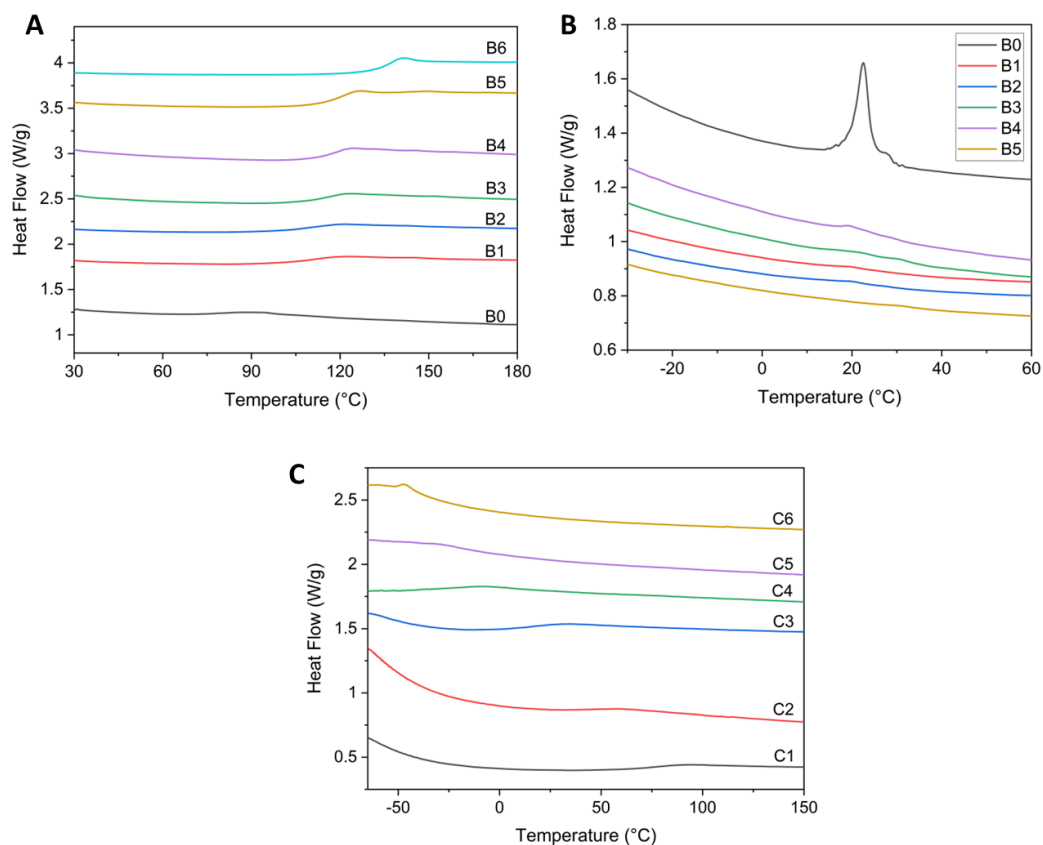 A
B6
B5
B4
B3
B2
B1
B0
4
3.5
3
2.5
2
1.5
1
Heat Flow (W/g)
30 60 90 120 150 180
Temperature (°C)
B
B0
B1
B2
B3
B4
B5
1.8
1.6
1.4
1.2
1
0.8
0.6
Heat Flow (W/g)
-20 0 20 40 60
Temperature (°C)
C
C6
C5
C4
C3
C2
C1
2.5
2
1.5
1
0.5
Heat Flow (W/g)
-50 0 50 100 150
Temperature (°C)